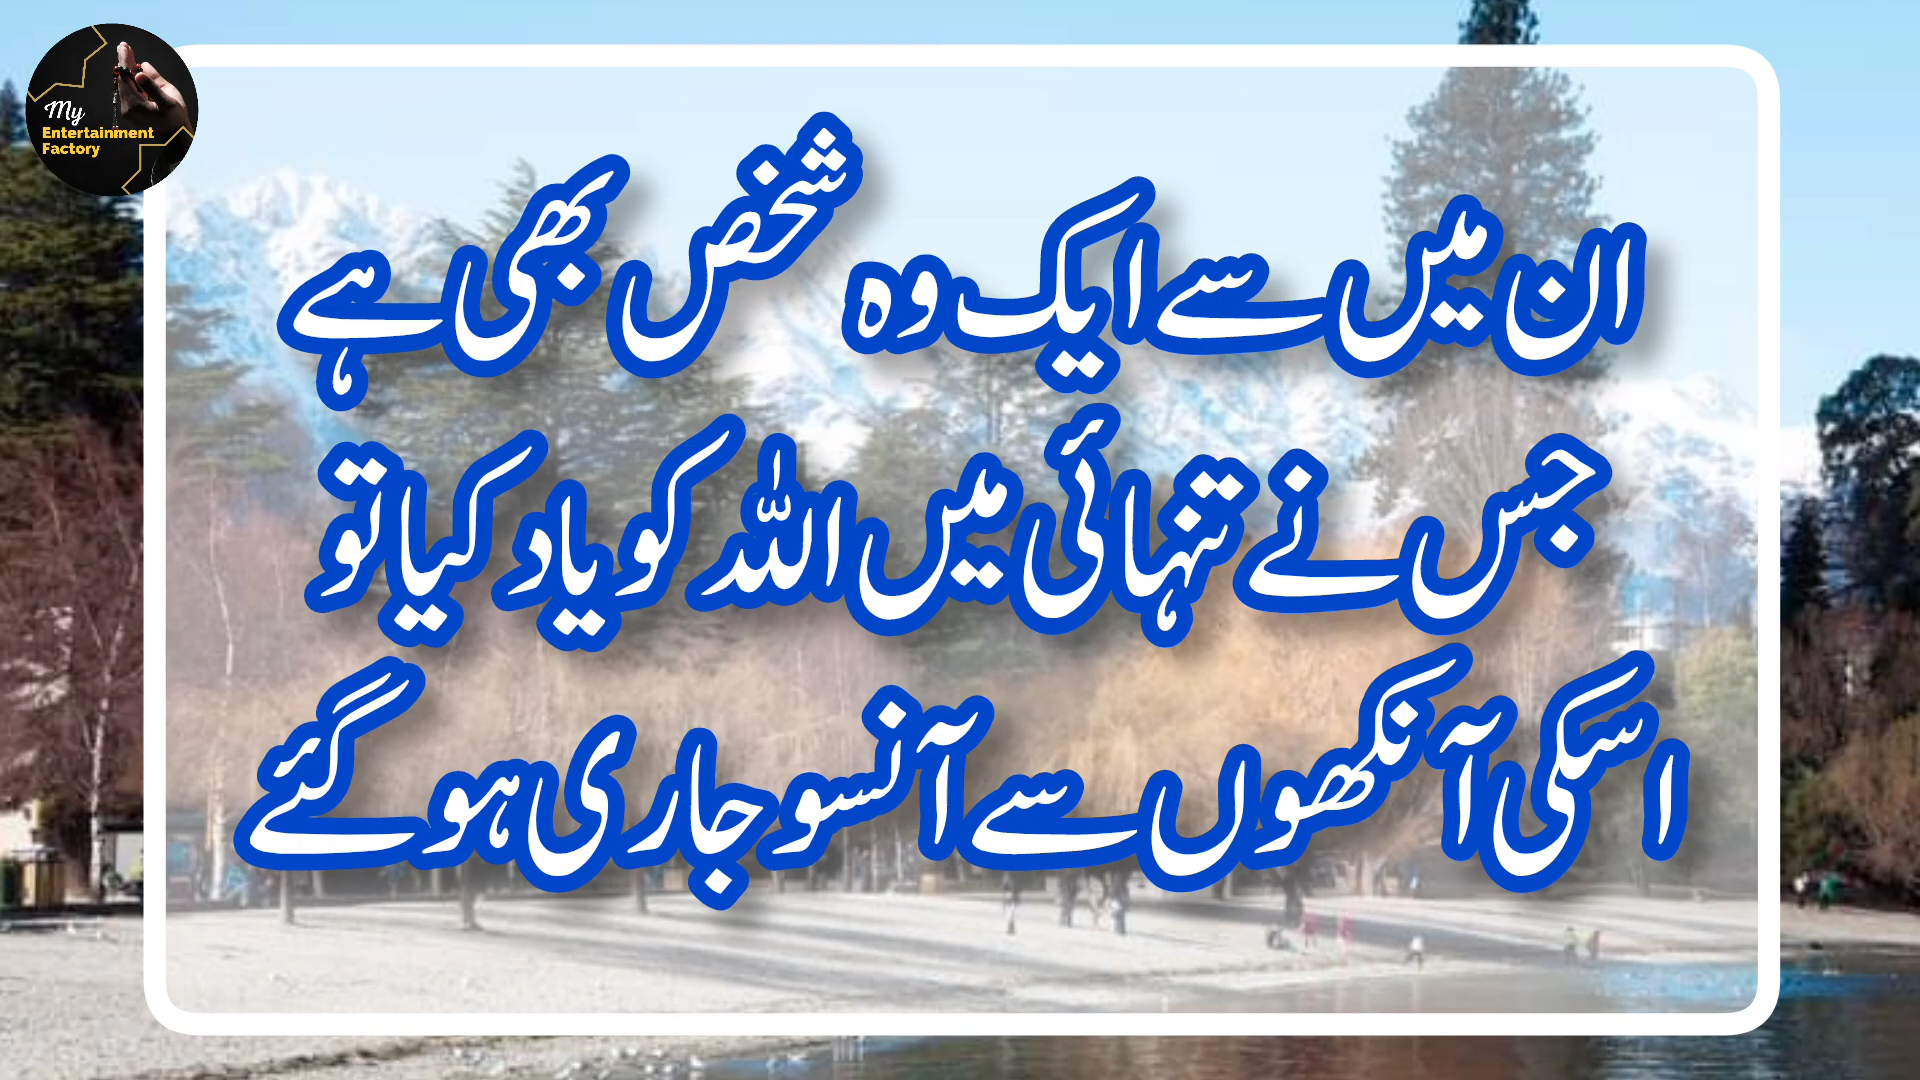 My
Entertainment
Factory
ان میں سے ایک وہ شخص بھی ہے
جس نے تنہائی میں اللہ کو یاد کیا تو
اسکی آنکھوں سے آنسو جاری ہو گئے